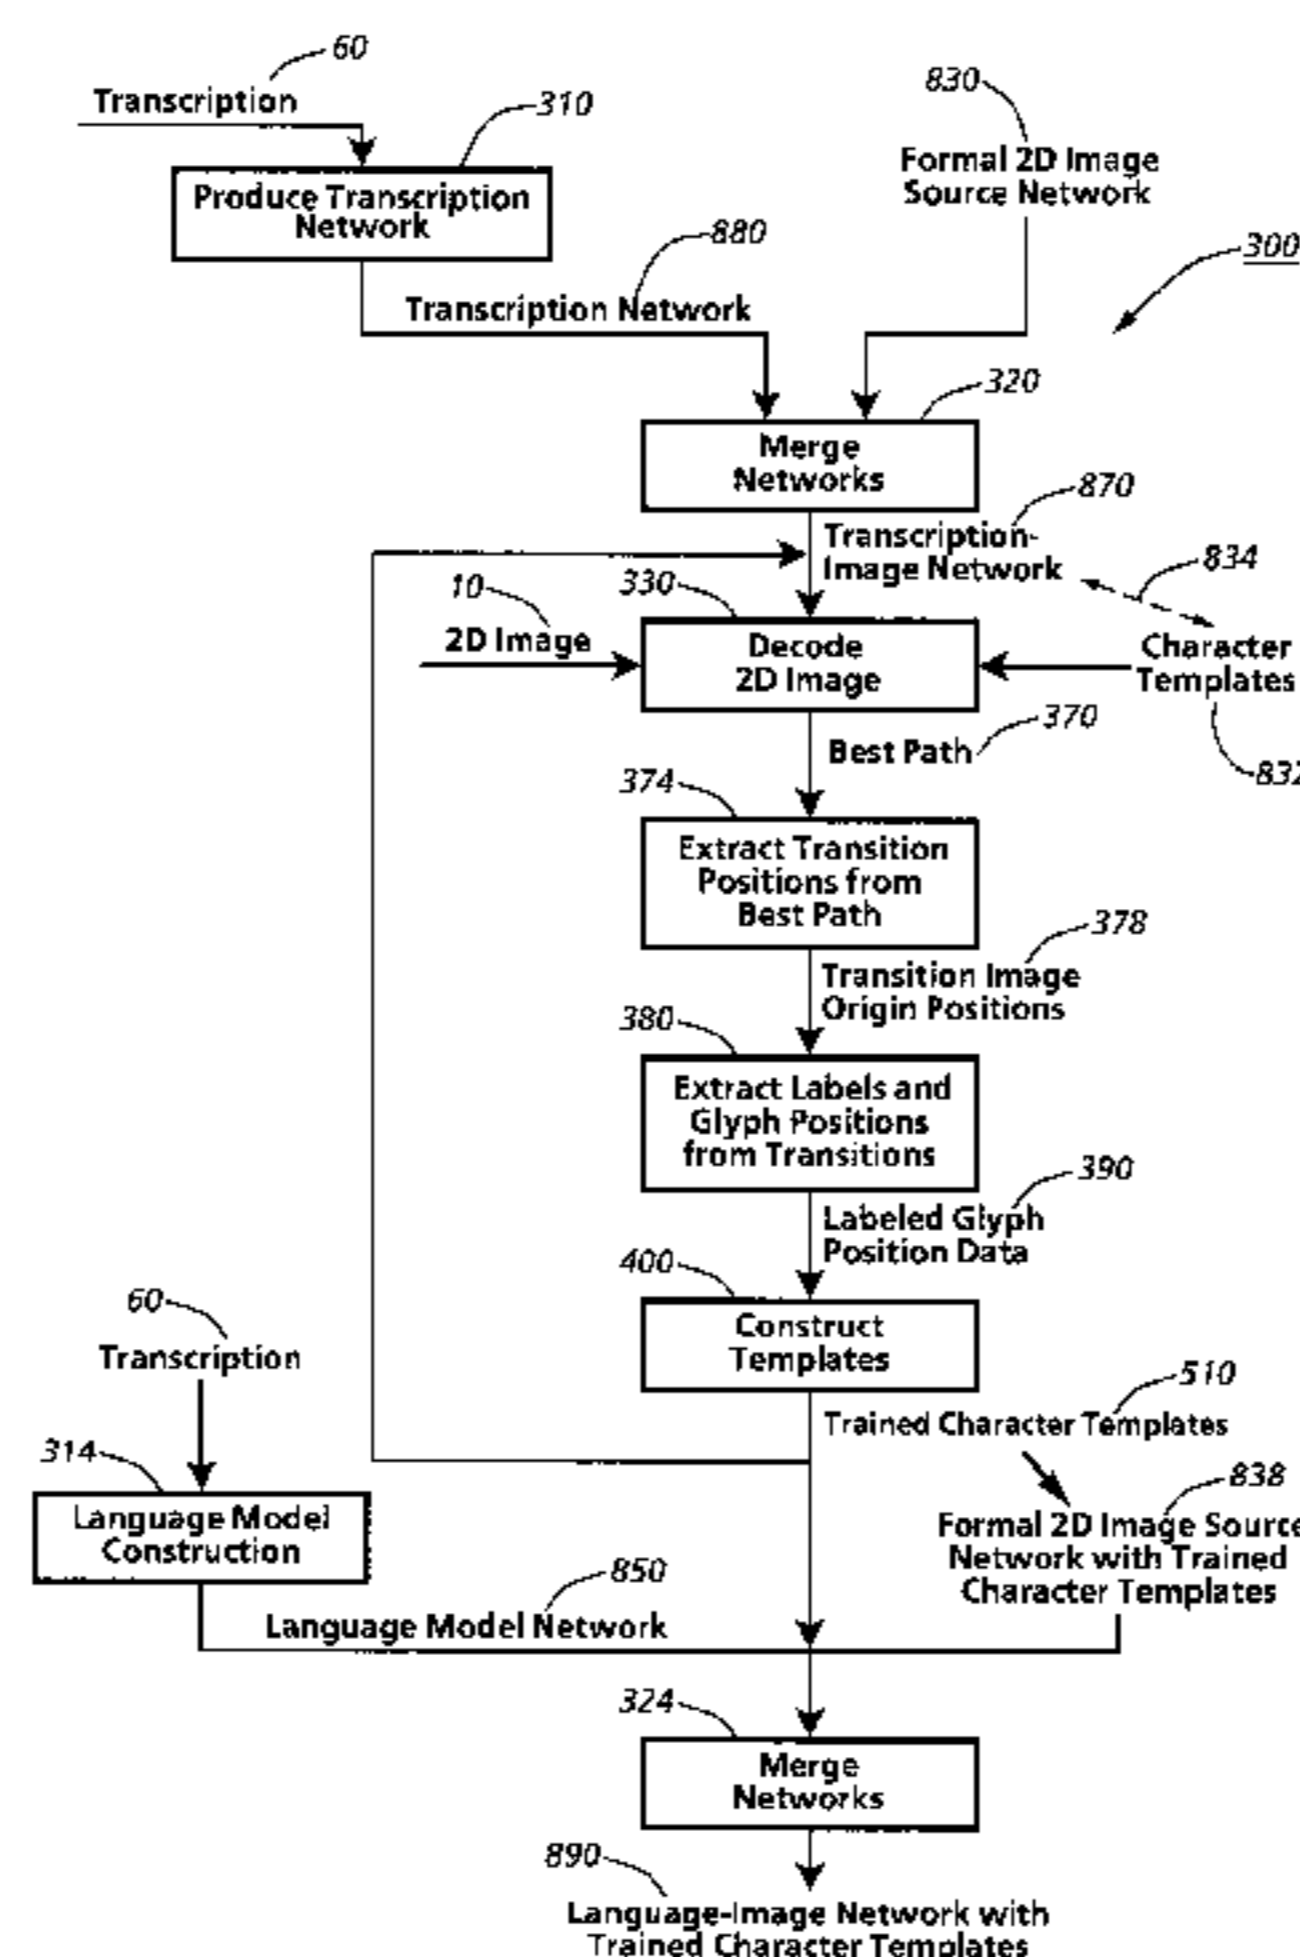 60
Transcription
310
830
Formal 2D Image
Source Network
Produce Transcription
Network
880
300
Transcription Network
320
Merge
Networks
870
Transcription-
Image Network
834
10
330
2D Image
Decode
2D Image
Character
Templates
370
Best Path
832
374
Extract Transition
Positions from
Best Path
378
Transition Image
Origin Positions
380
Extract Labels and
Glyph Positions
from Transitions
390
Labeled Glyph
Position Data
400
60
Transcription
Construct
Templates
510
Trained Character Templates
314
838
Language Model
Construction
Formal 2D Image Source
Network with Trained
Character Templates
850
Language Model Network
324
Merge
Networks
890
Language-Image Network with
Trained Character Templates